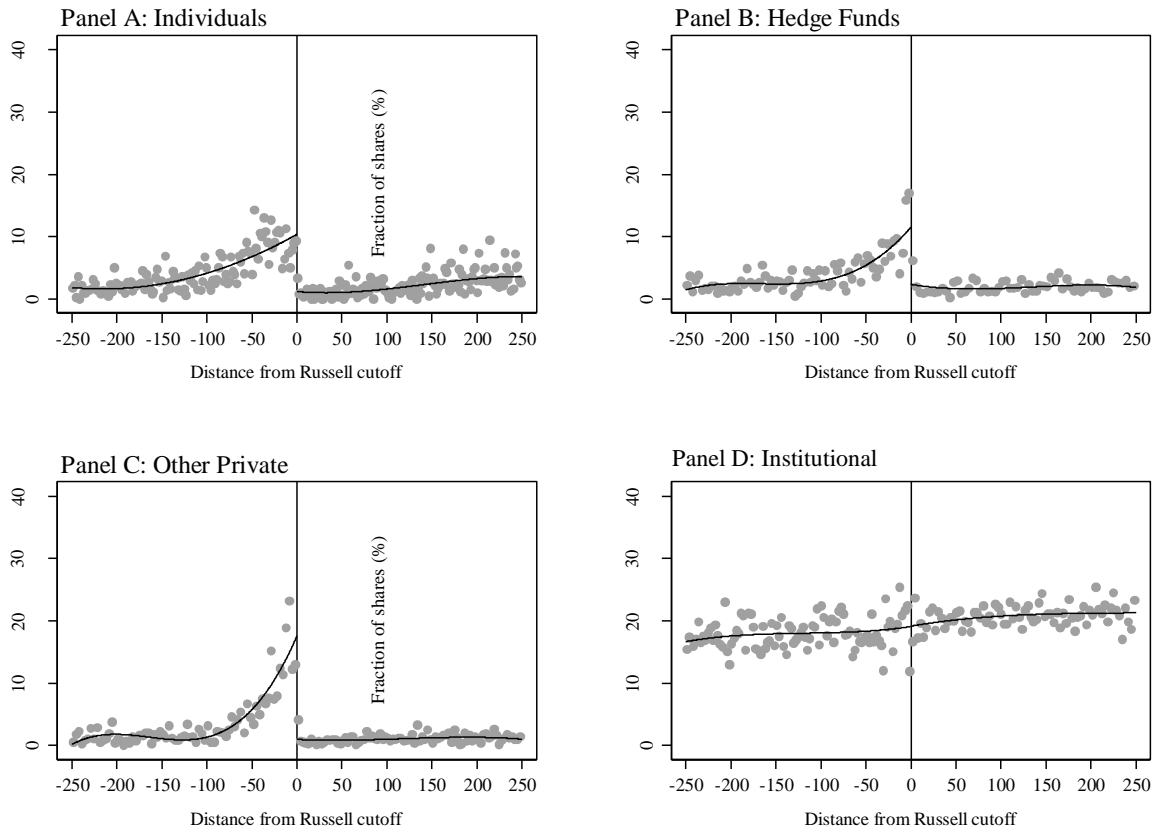 Panel A: Individuals
40
30
20
10
0
Fraction of shares (%)
-250 -200 -150 -100 -50 0 50 100 150 200 250
Distance from Russell cutoff
Panel B: Hedge Funds
40
30
20
10
0
-250 -200 -150 -100 -50 0 50 100 150 200 250
Distance from Russell cutoff
Panel C: Other Private
40
30
20
10
0
Fraction of shares (%)
-250 -200 -150 -100 -50 0 50 100 150 200 250
Distance from Russell cutoff
Panel D: Institutional
40
30
20
10
0
-250 -200 -150 -100 -50 0 50 100 150 200 250
Distance from Russell cutoff